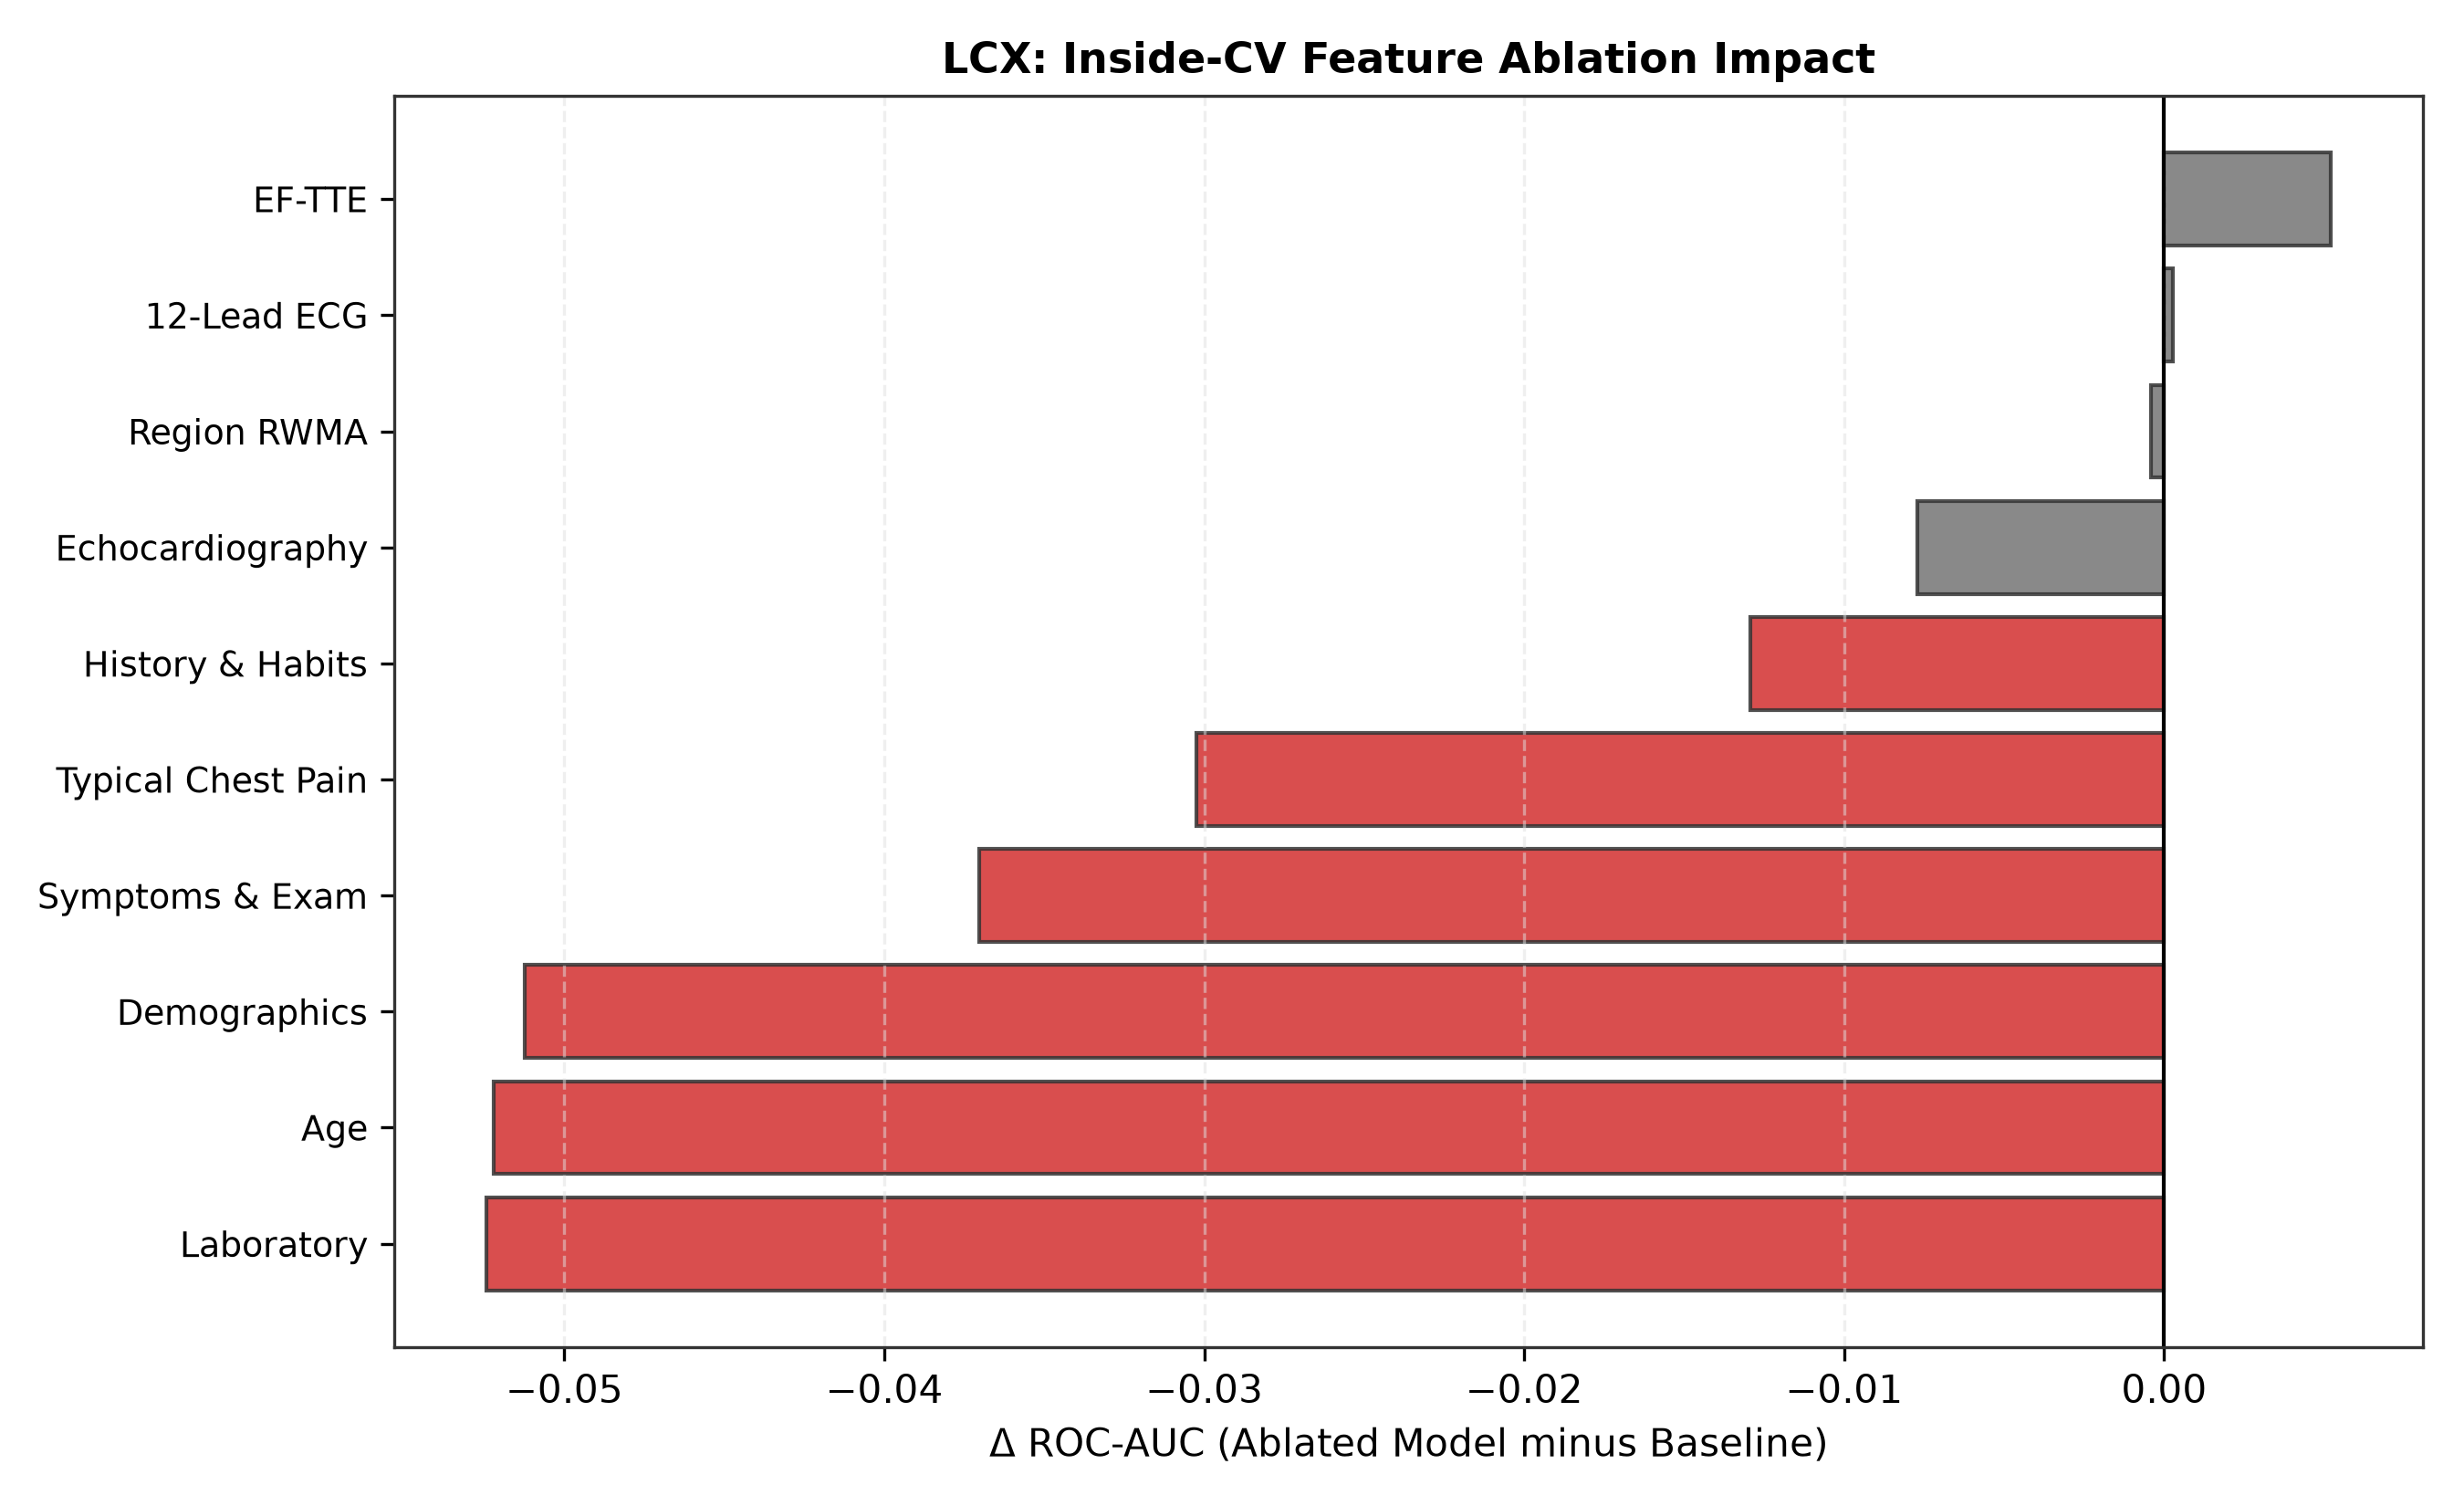 LCX: Inside-CV Feature Ablation Impact
EF-TTE
12-Lead ECG
Region RWMA
Echocardiography
History & Habits
Typical Chest Pain
Symptoms & Exam
Demographics
Age
Laboratory
−0.05 −0.04 −0.03 −0.02 −0.01 0.00
Δ ROC-AUC (Ablated Model minus Baseline)